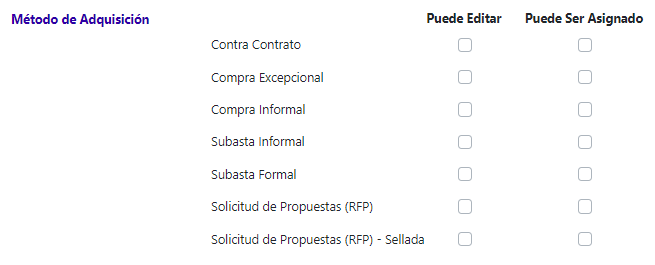 Método de Adquisición Puede Editar Puede Ser Asignado
Contra Contrato
Compra Excepcional
Compra Informal
Subasta Informal
Subasta Formal
Solicitud de Propuestas (RFP)
Solicitud de Propuestas (RFP) - Sellada